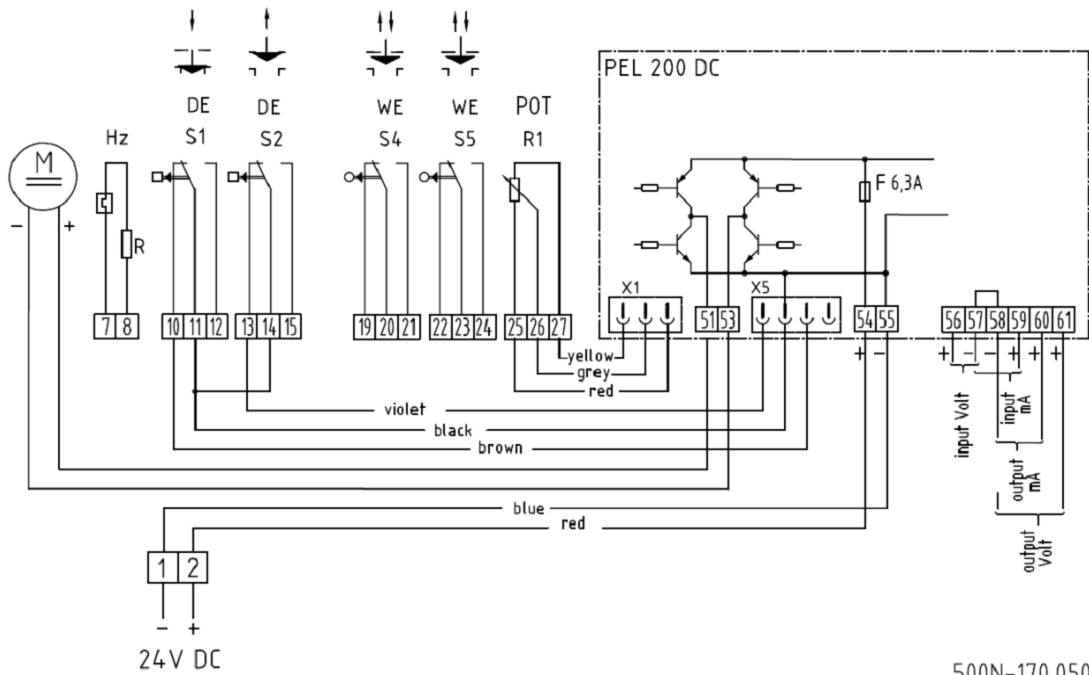 PEL 200 DC
DE DE WE WE POT
Hz S1 S2 S4 S5 R1
M
F 6,3A
- +
R
X1 X5
7 8 10 11 12 13 14 15 19 20 21 22 23 24 25 26 27 51 53 54 55 56 57 58 59 60 61
yellow
+ - + - - + + +
grey
red
violet
black
brown
input Volt
input mA
output mA
output Volt
blue
red
1 2
- +
24V DC
500N-170.050